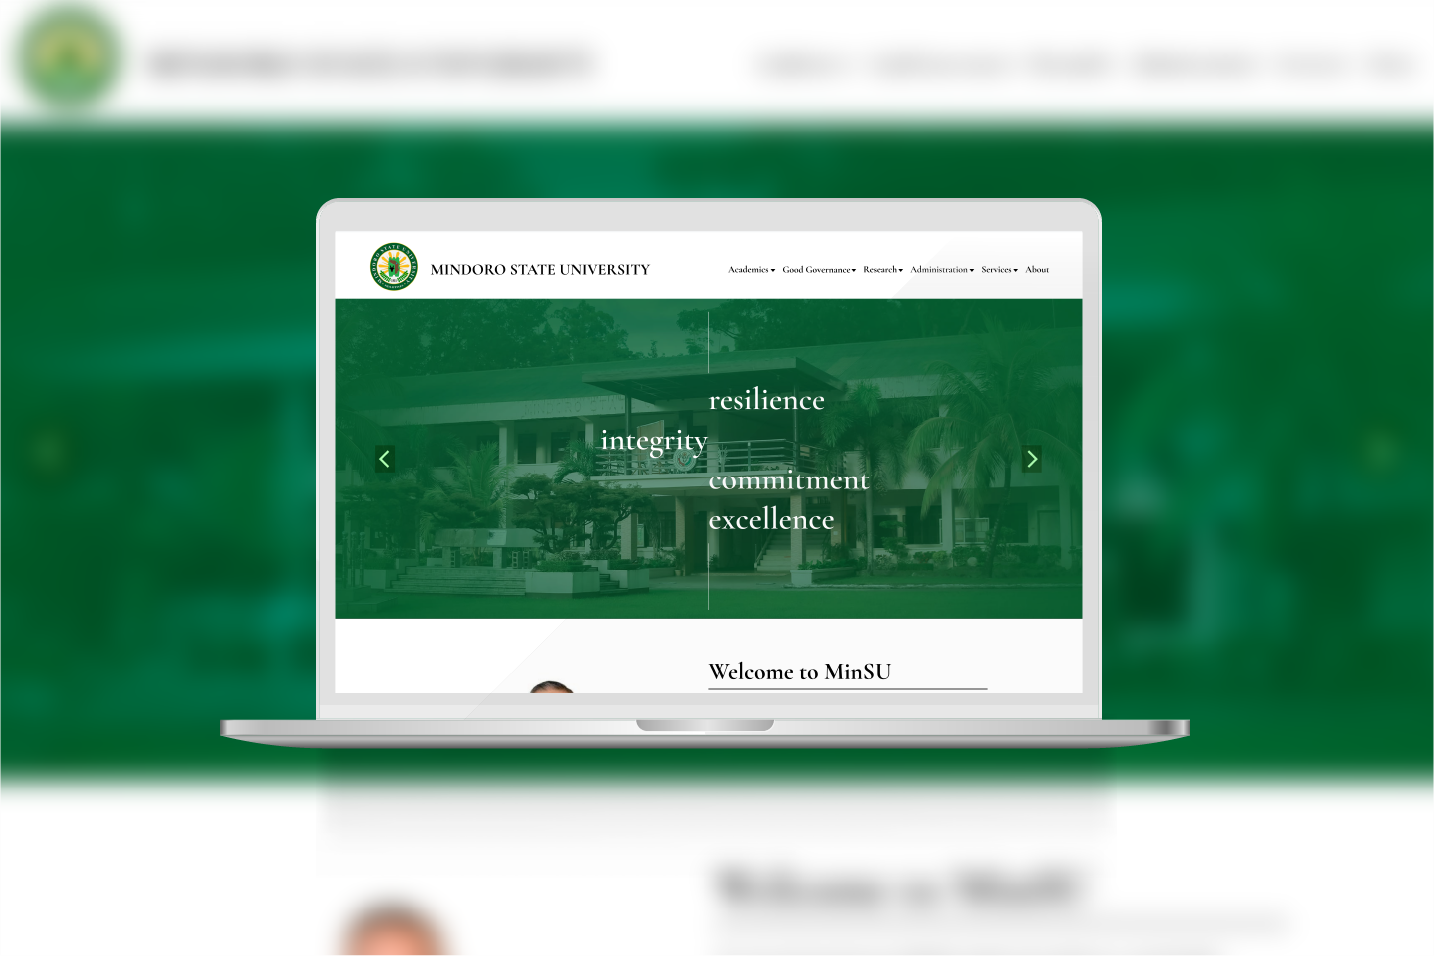 MINDORO STATE UNIVERSITY
Academics Good Governance Research Administration Services About
resilience
integrity
commitment
excellence
Welcome to MinSU